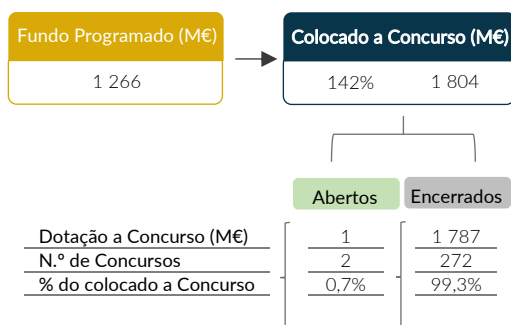 Fundo Programado (M€)
Colocado a Concurso (M€)
1 266
142% 1 804
Abertos Encerrados
Dotação a Concurso (M€) 1 1 787
N.º de Concursos 2 272
% do colocado a Concurso 0,7% 99,3%